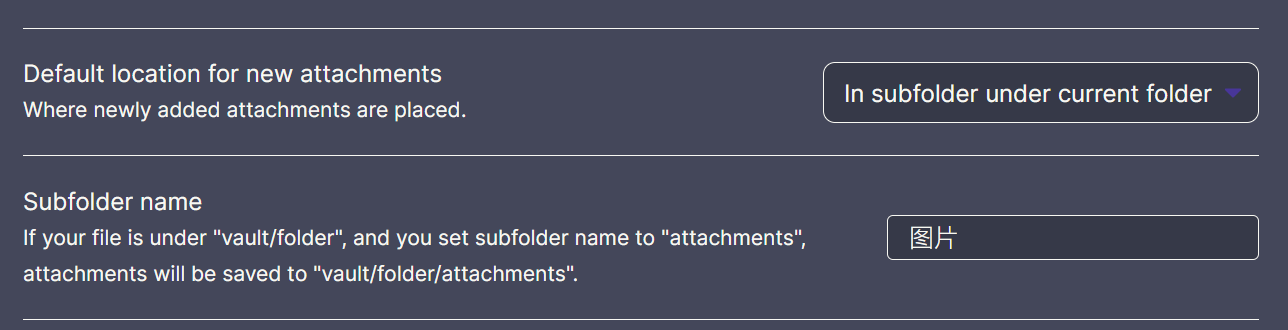 Default location for new attachments
Where newly added attachments are placed.
In subfolder under current folder
Subfolder name
If your file is under "vault/folder", and you set subfolder name to "attachments",
attachments will be saved to "vault/folder/attachments".
图片